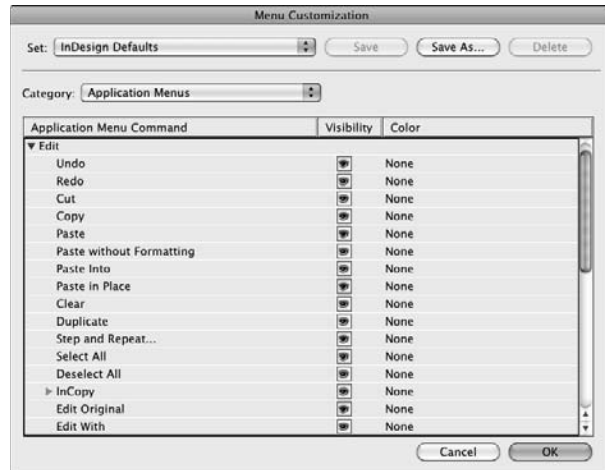 Menu Customization
Set: InDesign Defaults Save Save As... Delete
Category: Application Menus
Application Menu Command Visibility Color
Edit
Undo None
Redo None
Cut None
Copy None
Paste None
Paste without Formatting None
Paste Into None
Paste in Place None
Clear None
Duplicate None
Step and Repeat... None
Select All None
Deselect All None
InCopy None
Edit Original None
Edit With None
Cancel OK